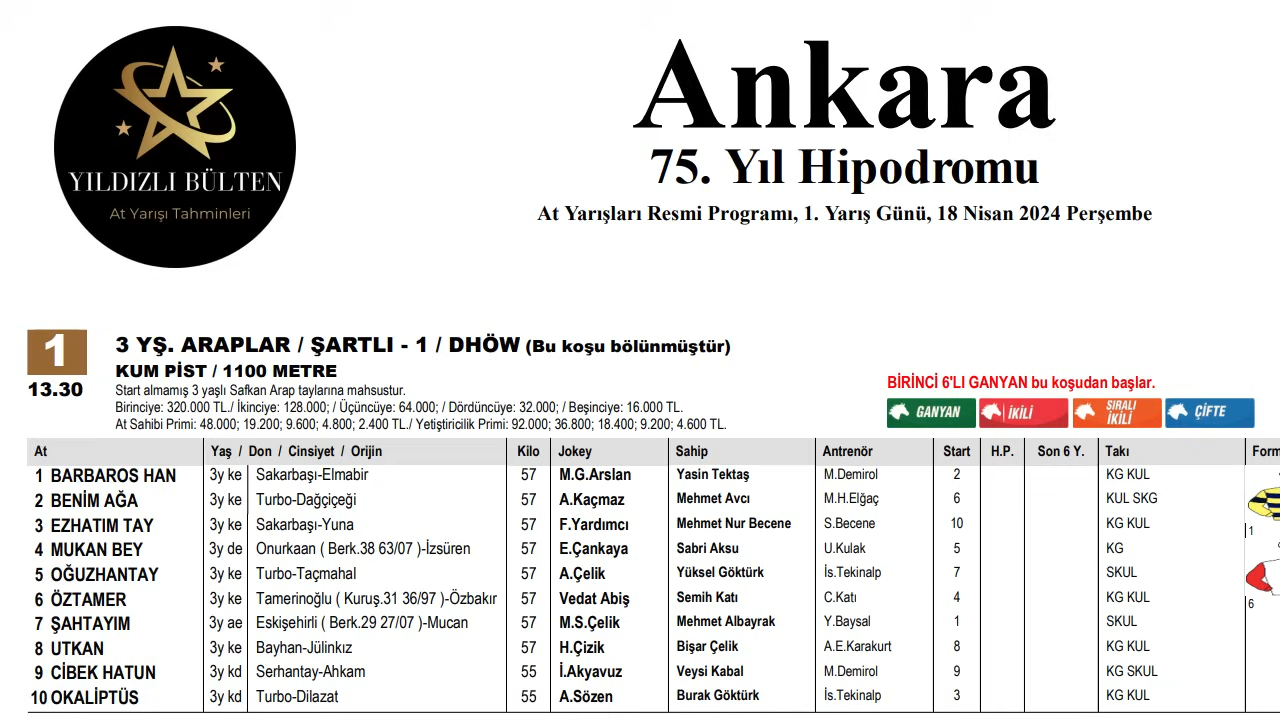 YILDIZLI BÜLTEN
At Yarışı Tahminleri
Ankara
75. Yıl Hipodromu
At Yarışları Resmi Programı, 1. Yarış Günü, 18 Nisan 2024 Perşembe
1
13.30
3 YŞ. ARAPLAR / ŞARTLI - 1 / DHÖW (Bu koşu bölünmüştür)
KUM PİST / 1100 METRE
Start almamış 3 yaşlı Safkan Arap taylarına mahsustur.
Birinciye: 320.000 TL./ İkinciye: 128.000; / Üçüncüye: 64.000; / Dördüncüye: 32.000; / Beşinciye: 16.000 TL.
At Sahibi Primi: 48.000; 19.200; 9.600; 4.800; 2.400 TL./ Yetiştiricilik Primi: 92.000; 36.800; 18.400; 9.200; 4.600 TL.
BİRİNCİ 6'LI GANYAN bu koşudan başlar.
GANYAN İKİLİ SIRALI İKİLİ ÇİFTE
At Yaş / Don / Cinsiyet / Orijin Kilo Jokey Sahip Antrenör Start H.P. Son 6 Y. Takı Form
1 BARBAROS HAN 3y ke Sakarbaşı-Elmabir 57 M.G.Arslan Yasin Tektaş M.Demirol 2 KG KUL
2 BENİM AĞA 3y ke Turbo-Dağçiçeği 57 A.Kaçmaz Mehmet Avcı M.H.Elğaç 6 KUL SKG
3 EZHATIM TAY 3y ke Sakarbaşı-Yuna 57 F.Yardımcı Mehmet Nur Becene S.Becene 10 KG KUL 1
4 MUKAN BEY 3y de Onurkaan ( Berk.38 63/07 )-İzsüren 57 E.Çankaya Sabri Aksu U.Kulak 5 KG
5 OĞUZHANTAY 3y ke Turbo-Taçmahal 57 A.Çelik Yüksel Göktürk İs.Tekinalp 7 SKUL
6 ÖZTAMER 3y ke Tamerinoğlu ( Kuruş.31 36/97 )-Özbakır 57 Vedat Abiş Semih Katı C.Katı 4 KG KUL 6
7 ŞAHTAYIM 3y ae Eskişehirli ( Berk.29 27/07 )-Mucan 57 M.S.Çelik Mehmet Albayrak Y.Baysal 1 SKUL
8 UTKAN 3y ke Bayhan-Jülinkız 57 H.Çizik Bişar Çelik A.E.Karakurt 8 KG KUL
9 CİBEK HATUN 3y kd Serhantay-Ahkam 55 İ.Akyavuz Veysi Kabal M.Demirol 9 KG SKUL
10 OKALİPTÜS 3y kd Turbo-Dilazat 55 A.Sözen Burak Göktürk İs.Tekinalp 3 KG KUL